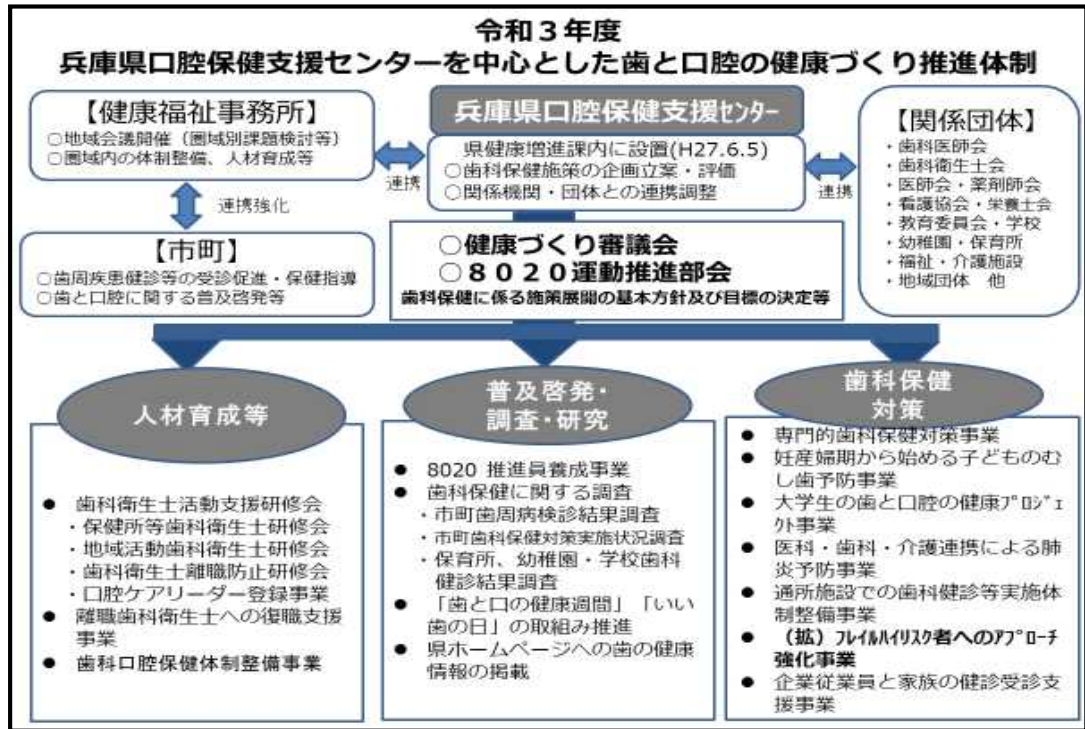 令和３年度
兵庫県口腔保健支援センターを中心とした歯と口腔の健康づくり推進体制
【健康福祉事務所】
○地域会議開催（圏域別課題検討等）
○圏域内の体制整備、人材育成等
連携
連携強化
【市町】
○歯周疾患健診等の受診促進・保健指導
○歯と口腔に関する普及啓発等
兵庫県口腔保健支援ｾﾝﾀｰ
県健康増進課内に設置(H27.6.5)
○歯科保健施策の企画立案・評価
○関係機関・団体との連携調整
連携
○健康づくり審議会
○８０２０運動推進部会
歯科保健に係る施策展開の基本方針及び目標の決定等
【関係団体】
・歯科医師会
・歯科衛生士会
・医師会・薬剤師会
・看護協会・栄養士会
・教育委員会・学校
・幼稚園・保育所
・福祉・介護施設
・地域団体　他
人材育成等
● 歯科衛生士活動支援研修会
・保健所等歯科衛生士研修会
・地域活動歯科衛生士研修会
・歯科衛生士離職防止研修会
・口腔ケアリーダー登録事業
● 離職歯科衛生士への復職支援
事業
● 歯科口腔保健体制整備事業
普及啓発・
調査・研究
● 8020 推進員養成事業
● 歯科保健に関する調査
・市町歯周病検診結果調査
・市町歯科保健対策実施状況調査
・保育所、幼稚園・学校歯科
健診結果調査
● 「歯と口の健康週間」「いい
歯の日」の取組み推進
● 県ホームページへの歯の健康
情報の掲載
歯科保健
対策
● 専門的歯科保健対策事業
● 妊産婦期から始める子どものむ
し歯予防事業
● 大学生の歯と口腔の健康ﾌﾟﾛｼﾞｪ
ｸﾄ事業
● 医科・歯科・介護連携による肺
炎予防事業
● 通所施設での歯科健診等実施体
制整備事業
● （拡）ﾌﾚｲﾙﾊｲﾘｽｸ者へのｱﾌﾟﾛｰﾁ
強化事業
● 企業従業員と家族の健診受診支
援事業